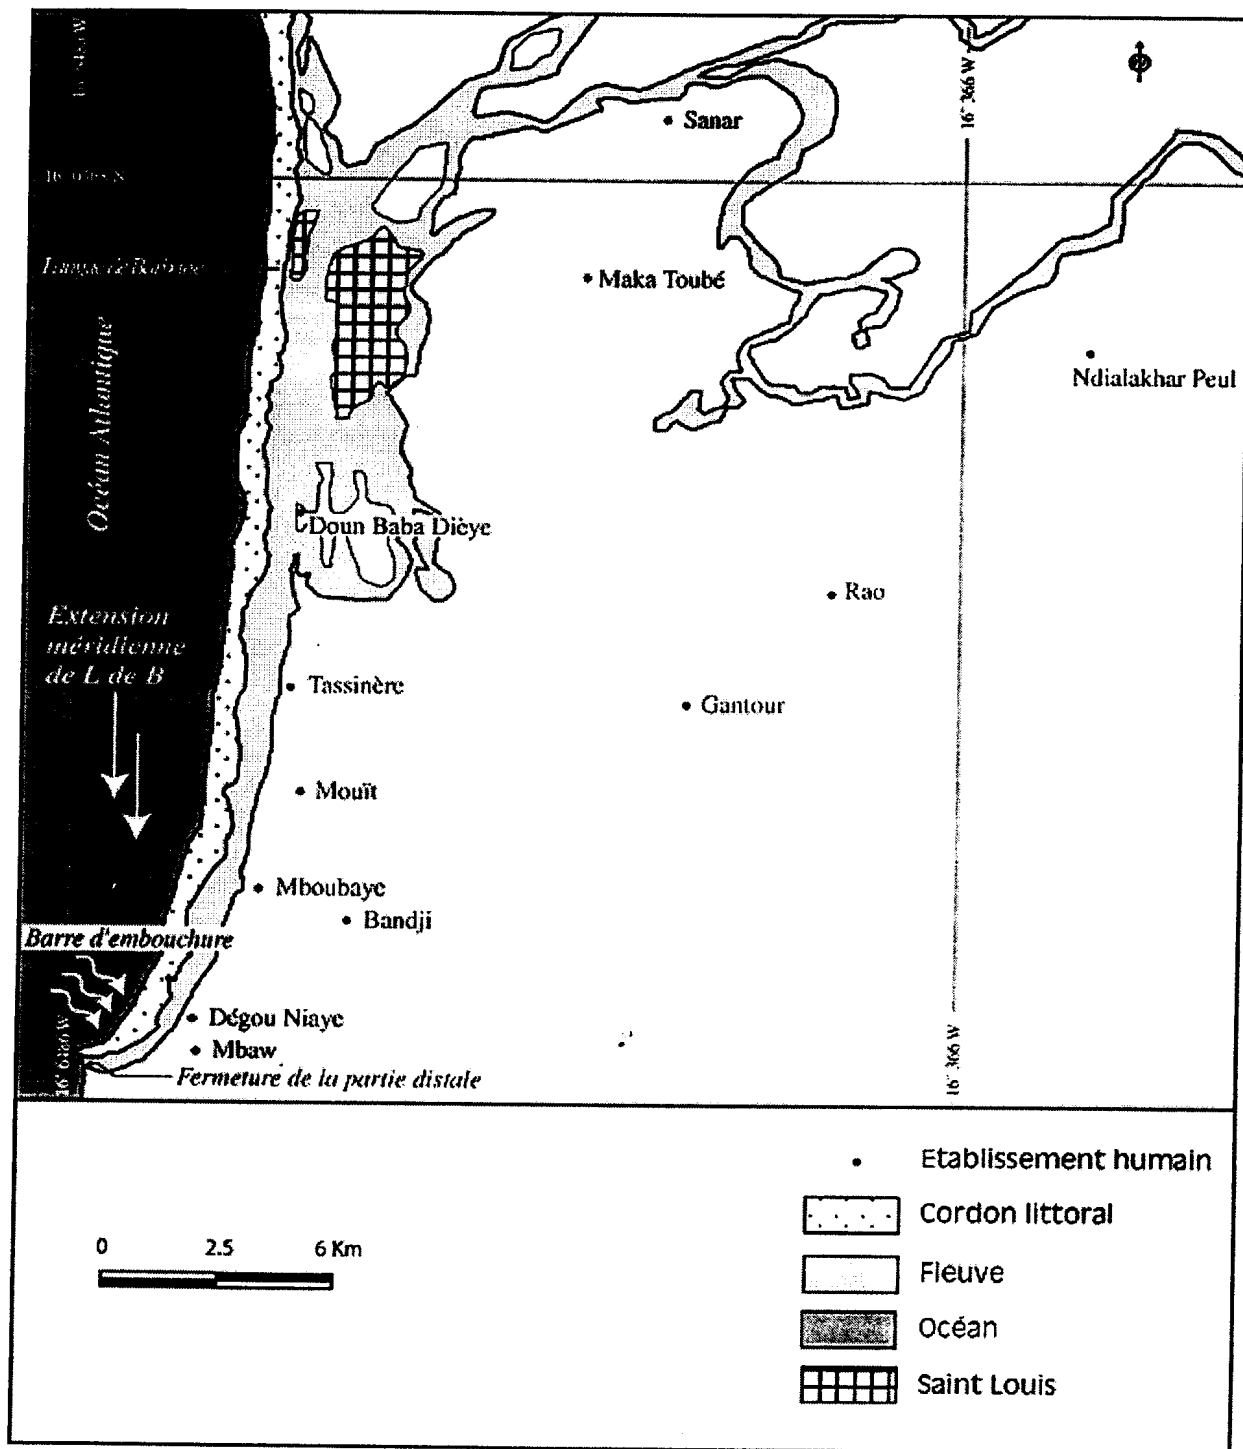 Sanar
16° 366 W
Maka Toubé
Océan Atlantique
Ndialakhar Peul
Doun Baba Dièye
Rao
Extension
méridienne
de L de B
Tassinère
Gantour
Mouït
Mboubaye
Bandji
Barre d'embouchure
Dégou Niaye
Mbaw
16° 366 W
Fermeture de la partie distale
Etablissement humain
Cordon littoral
0 2.5 6 Km
Fleuve
Océan
Saint Louis